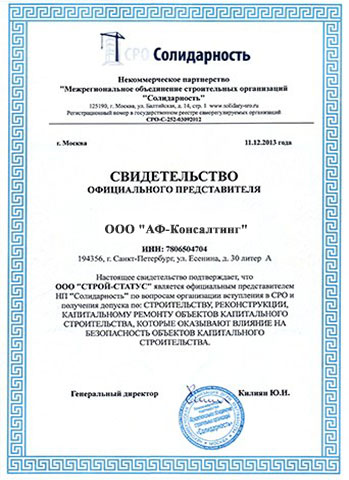 СРО Солидарность
Некоммерческое партнерство
"Межрегиональное объединение строительных организаций
"Солидарность"
125190, г. Москва, ул. Балтийская, д. 14, стр. 1 www.solidary-sro.ru
Регистрационный номер в государственном реестре саморегулируемых организаций
СРО-С-252-03092012
г. Москва 11.12.2013 года
СВИДЕТЕЛЬСТВО
ОФИЦИАЛЬНОГО ПРЕДСТАВИТЕЛЯ
ООО "АФ-Консалтинг"
ИНН: 7806504704
194356, г. Санкт-Петербург, ул. Есенина, д. 30 литер А
Настоящее свидетельство подтверждает, что
ООО "СТРОЙ-СТАТУС" является официальным представителем
НП "Солидарность" по вопросам организации вступления в СРО и
получения допуска по: СТРОИТЕЛЬСТВУ, РЕКОНСТРУКЦИИ,
КАПИТАЛЬНОМУ РЕМОНТУ ОБЪЕКТОВ КАПИТАЛЬНОГО
СТРОИТЕЛЬСТВА, КОТОРЫЕ ОКАЗЫВАЮТ ВЛИЯНИЕ НА
БЕЗОПАСНОСТЬ ОБЪЕКТОВ КАПИТАЛЬНОГО
СТРОИТЕЛЬСТВА.
Генеральный директор Килиян Ю.И.
«Солидарность»